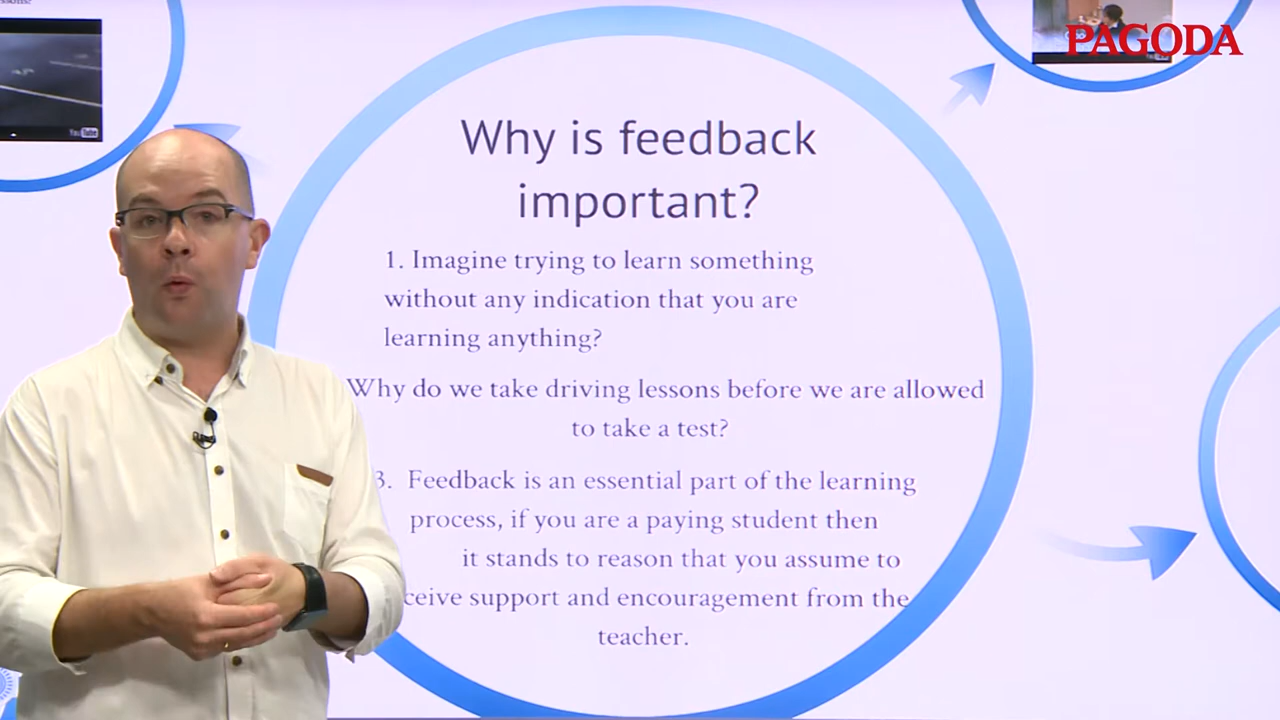 PAGODA
Why is feedback
important?
1. Imagine trying to learn something
without any indication that you are
learning anything?
Why do we take driving lessons before we are allowed
to take a test?
3. Feedback is an essential part of the learning
process, if you are a paying student then
it stands to reason that you assume to
ceive support and encouragement from the
teacher.
YouTube